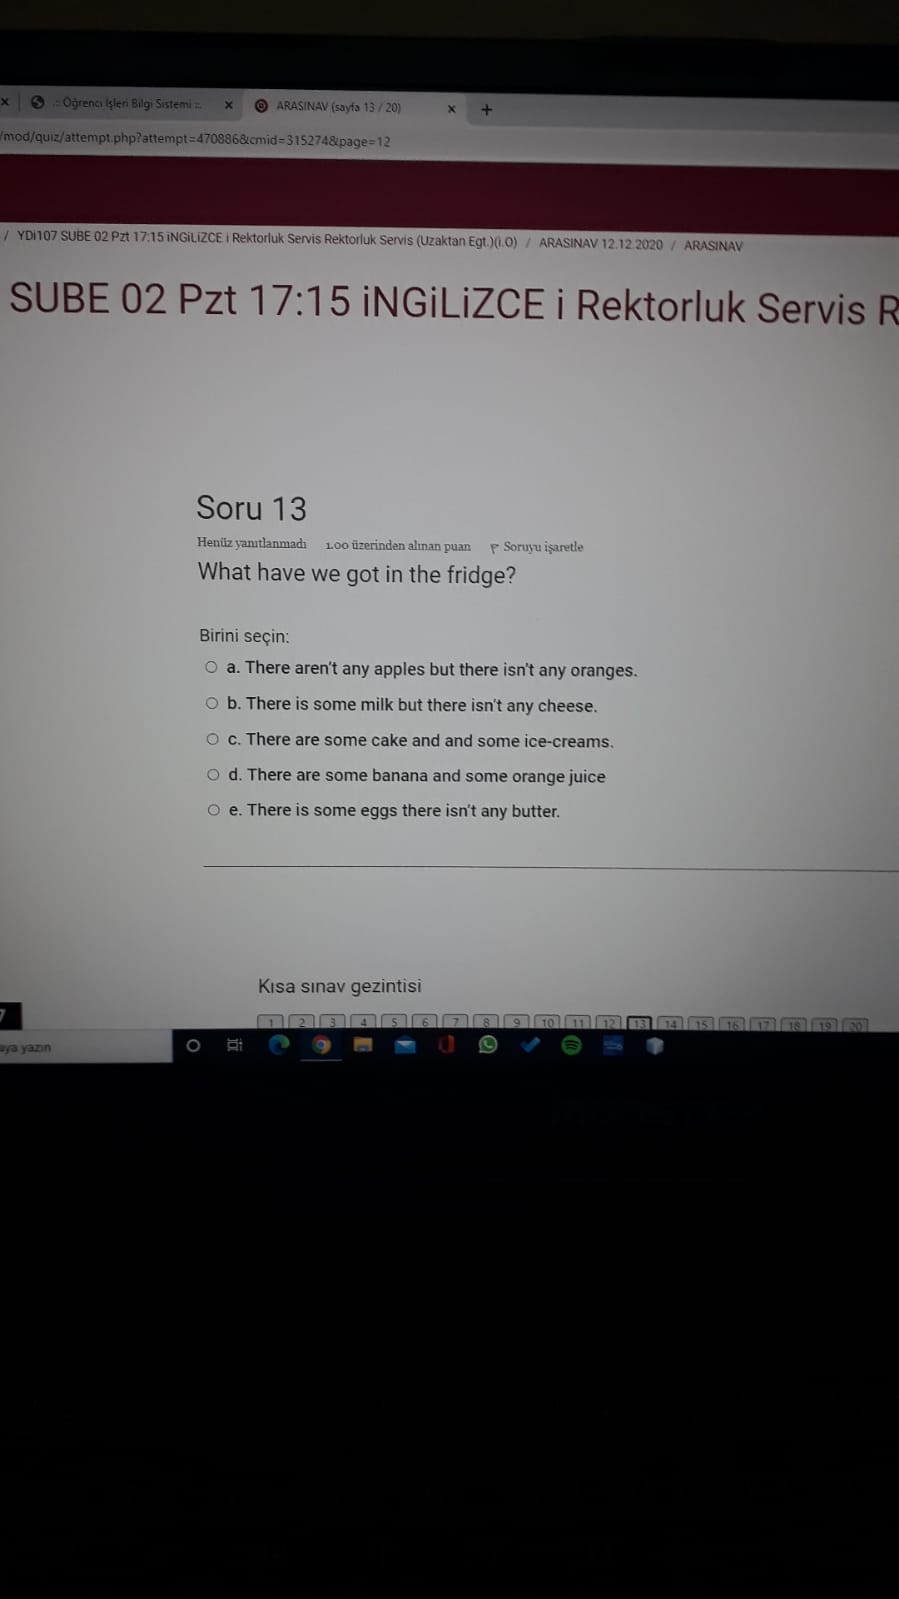 .:: Öğrenci İşleri Bilgi Sistemi ::.
ARASINAV (sayfa 13 / 20)
/mod/quiz/attempt.php?attempt=470886&cmid=315274&page=12
/ YDİ107 SUBE 02 Pzt 17:15 iNGiLiZCE i Rektorluk Servis Rektorluk Servis (Uzaktan Egt.)(i.O) / ARASINAV 12.12.2020 / ARASINAV
SUBE 02 Pzt 17:15 iNGiLiZCE i Rektorluk Servis R
Soru 13
Henüz yanıtlanmadı 1.00 üzerinden alınan puan Soruyu işaretle
What have we got in the fridge?
Birini seçin:
a. There aren't any apples but there isn't any oranges.
b. There is some milk but there isn't any cheese.
c. There are some cake and and some ice-creams.
d. There are some banana and some orange juice
e. There is some eggs there isn't any butter.
Kısa sınav gezintisi
1 2 3 4 5 6 7 8 9 10 11 12 13 14 15 16 17 18 19 20
aya yazın